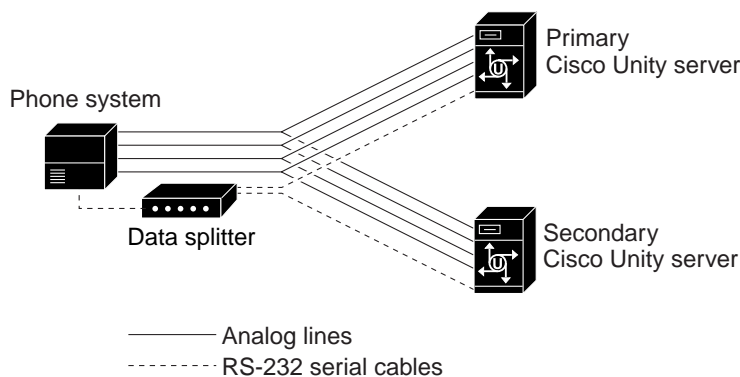 Primary
Cisco Unity server
Phone system
U
Data splitter
Secondary
Cisco Unity server
U
Analog lines
RS-232 serial cables